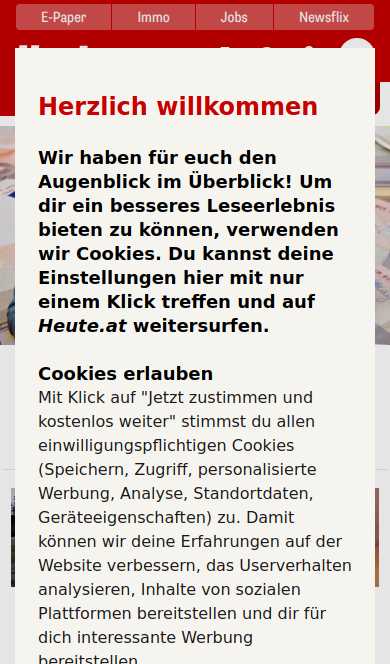 E-Paper Immo Jobs Newsflix
Herzlich willkommen
Wir haben für euch den
Augenblick im Überblick! Um
dir ein besseres Leseerlebnis
bieten zu können, verwenden
wir Cookies. Du kannst deine
Einstellungen hier mit nur
einem Klick treffen und auf
Heute.at weitersurfen.
Cookies erlauben
Mit Klick auf "Jetzt zustimmen und
kostenlos weiter" stimmst du allen
einwilligungspflichtigen Cookies
(Speichern, Zugriff, personalisierte
Werbung, Analyse, Standortdaten,
Geräteeigenschaften) zu. Damit
können wir deine Erfahrungen auf der
Website verbessern, das Userverhalten
analysieren, Inhalte von sozialen
Plattformen bereitstellen und dir für
dich interessante Werbung
bereitstellen